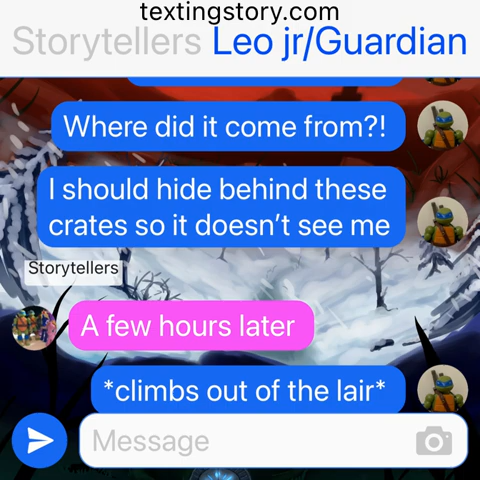 textingstory.com
Storytellers Leo jr/Guardian
Where did it come from?!
I should hide behind these
crates so it doesn't see me
Storytellers
A few hours later
*climbs out of the lair*
Message